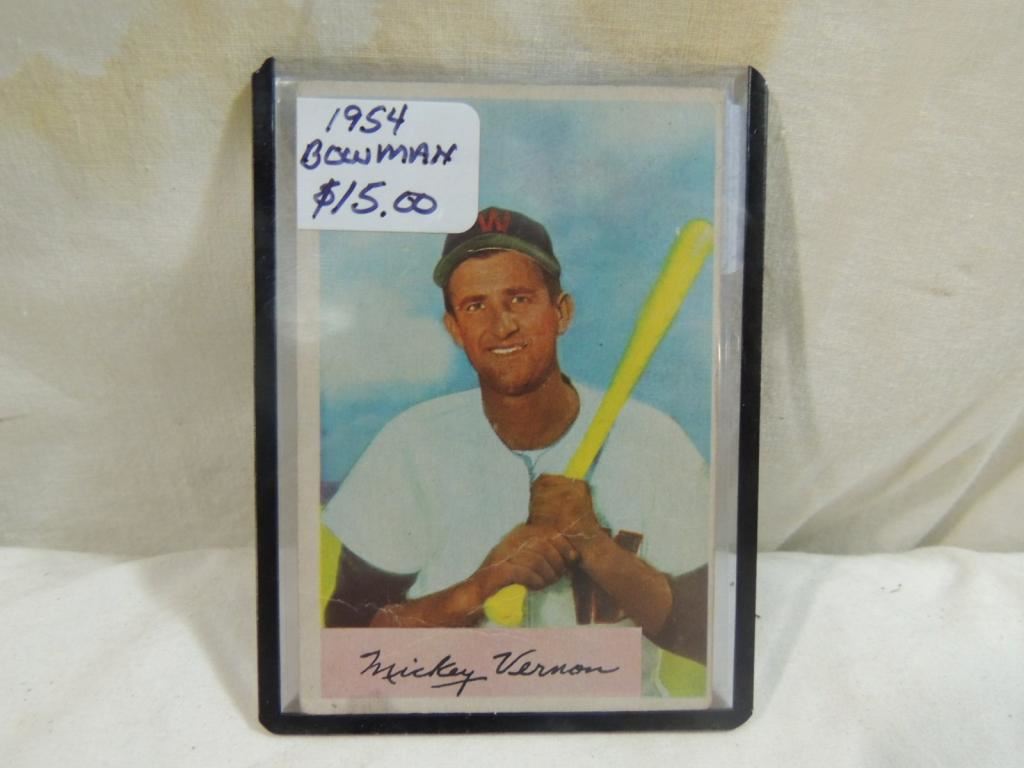 1954
BOWMAN
$15.00
W
Mickey Vernon